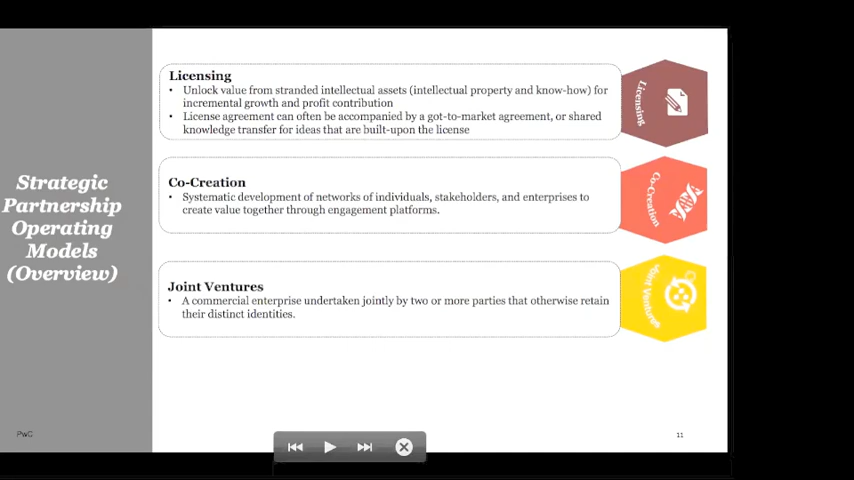 Strategic
Partnership
Operating
Models
(Overview)
Licensing
• Unlock value from stranded intellectual assets (intellectual property and know-how) for
incremental growth and profit contribution
• License agreement can often be accompanied by a got-to-market agreement, or shared
knowledge transfer for ideas that are built-upon the license
Licensing
Co-Creation
• Systematic development of networks of individuals, stakeholders, and enterprises to
create value together through engagement platforms.
Co-Creation
Joint Ventures
• A commercial enterprise undertaken jointly by two or more parties that otherwise retain
their distinct identities.
Joint Ventures
PwC
11